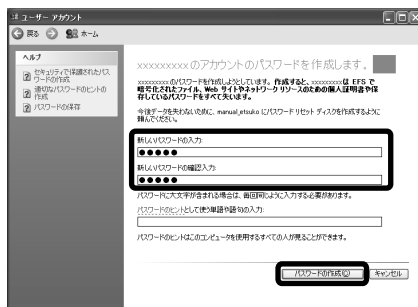 ユーザー アカウント
戻る
ホーム
ヘルプ
セキュリティで保護されたパスワードの作成
適切なパスワードのヒントの作成
パスワードの保存
xxxxxxxxx のアカウントのパスワードを作成します。
xxxxxxxxx のパスワードを作成しようとしています。作成すると、xxxxxxxxx は EFS で
暗号化されたファイル、Web サイトやネットワーク リソースのための個人証明書や保
存しているパスワードをすべて失います。
今後データを失わないために、manual_etsuko にパスワード リセット ディスクを作成するように
頼んでください。
新しいパスワードの入力:
●●●●●
新しいパスワードの確認入力:
●●●●●
パスワードに大文字が含まれる場合は、毎回同じように入力する必要があります。
パスワードのヒントとして使う単語や語句の入力:
パスワードのヒントはこのコンピュータを使用するすべての人が見ることができます。
パスワードの作成(C)
キャンセル